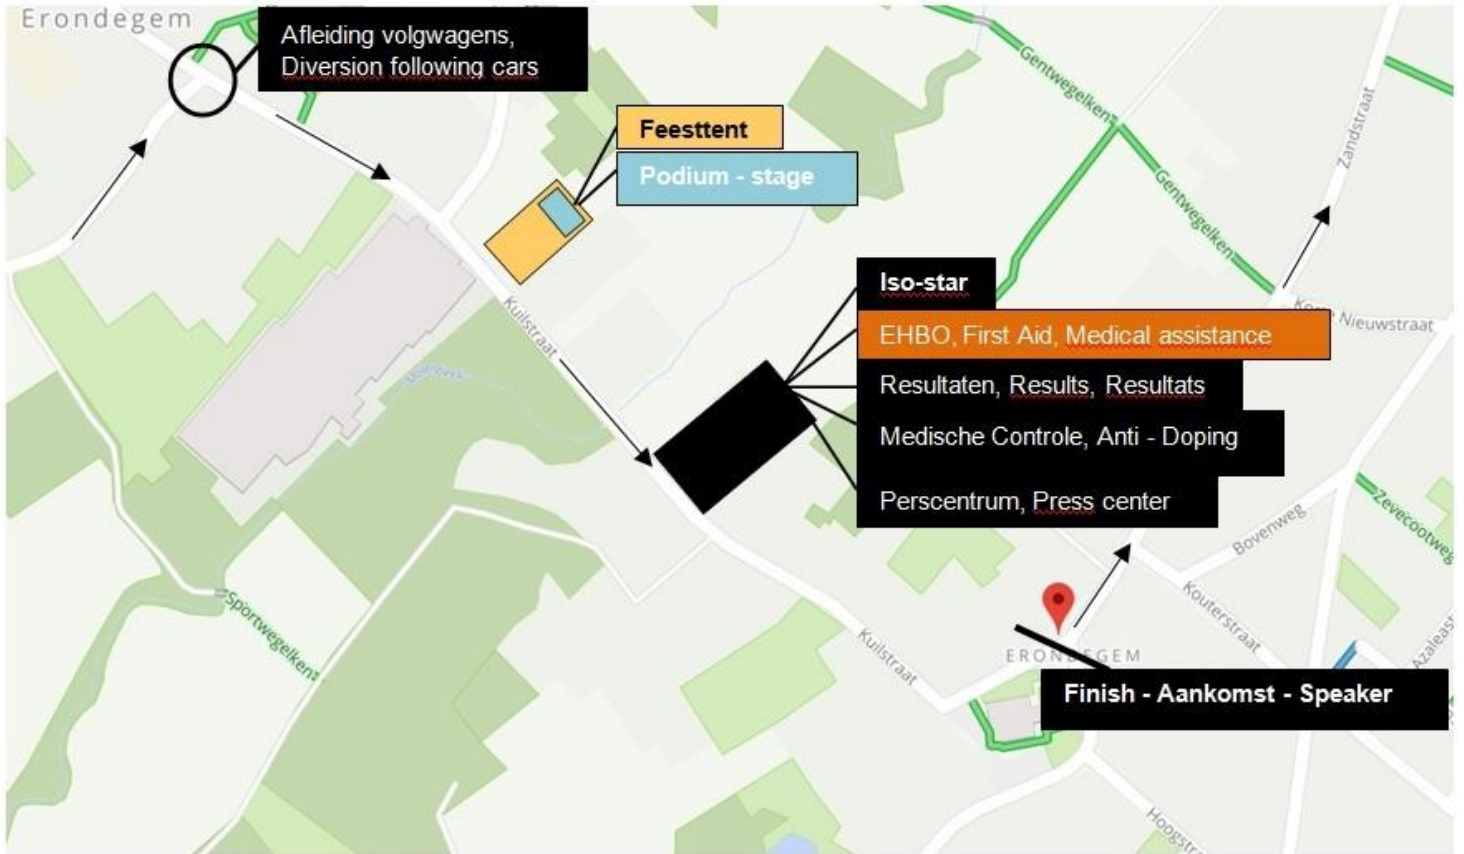 Erondegem
Afleiding volgwagens,
Diversion following cars
Feesttent
Podium - stage
Gentwegelken
Zandstraat
Gentwegelken
Iso-star
Nieuwstraat
EHBO, First Aid, Medical assistance
Kuilstraat
Resultaten, Results, Resultats
Medische Controle, Anti - Doping
Perscentrum, Press center
Zevecootweg
Bovenweg
Sportwegelken
Kouterstraat
Kuilstraat
ERONDEGEM
Azaleast
Finish - Aankomst - Speaker
Hoogstr